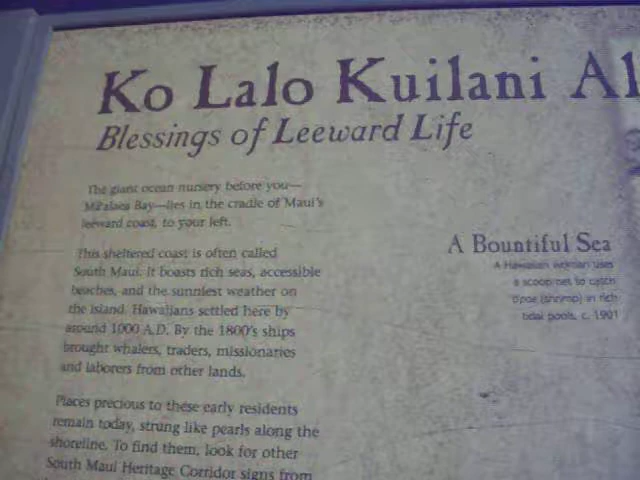 Ko Lalo Kuilani Al
Blessings of Leeward Life
The giant ocean nursery before you—
Mā'alaea Bay—lies in the cradle of Maui's
leeward coast, to your left.
This sheltered coast is often called
South Maui. It boasts rich seas, accessible
beaches, and the sunniest weather on
the island. Hawaiians settled here by
around 1000 A.D. By the 1800's ships
brought whalers, traders, missionaries
and laborers from other lands.
Places precious to these early residents
remain today, strung like pearls along the
shoreline. To find them, look for other
South Maui Heritage Corridor signs from
A Bountiful Sea
A Hawaiian woman uses
a scoop net to catch
'ōpae (shrimp) in rich
tidal pools, c. 1901